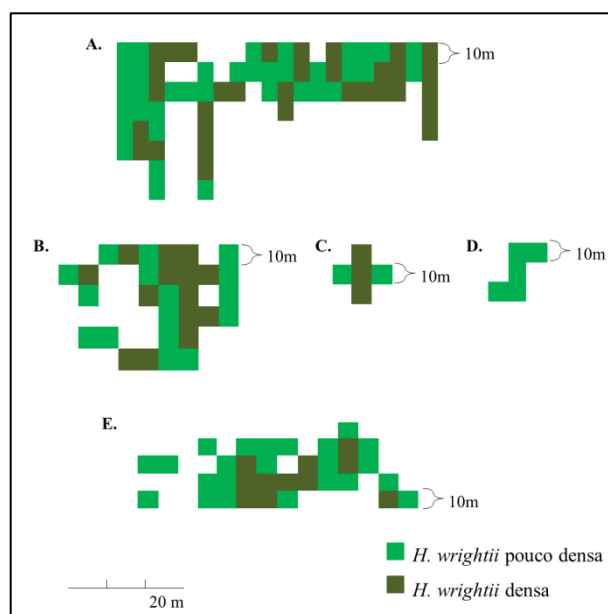 A.
10m
B.
10m
C.
10m
D.
10m
E.
10m
H. wrightii pouco densa
H. wrightii densa
20 m